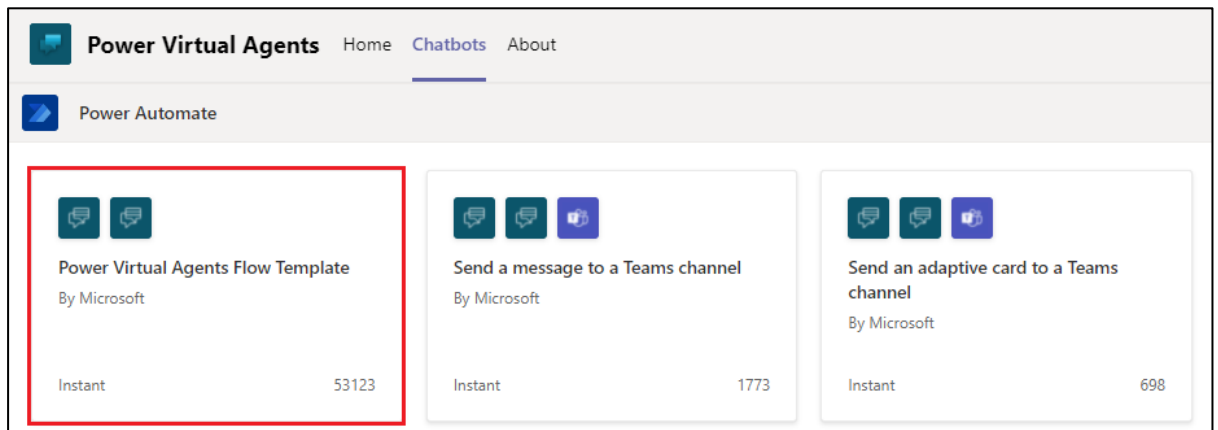 Power Virtual Agents Home Chatbots About
Power Automate
Power Virtual Agents Flow Template
By Microsoft
Instant 53123
Send a message to a Teams channel
By Microsoft
Instant 1773
Send an adaptive card to a Teams
channel
By Microsoft
Instant 698